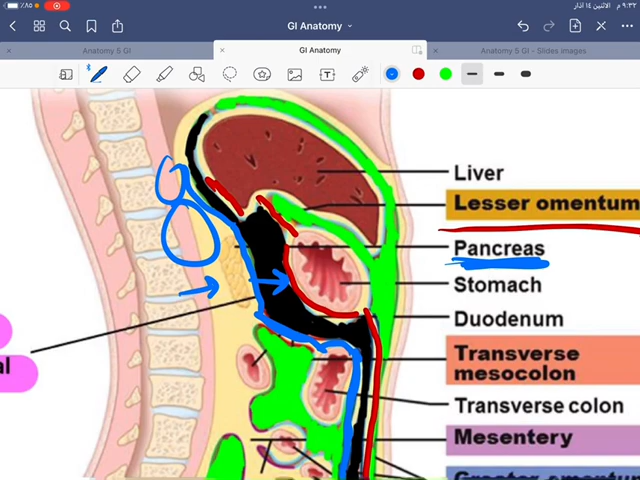 ٪٨٥
٩:٣٢ م الاثنين ١٤ آذار
GI Anatomy
Anatomy 5 GI
GI Anatomy
Anatomy 5 GI - Slides images
Liver
Lesser omentum
Pancreas
Stomach
Duodenum
Transverse
mesocolon
Transverse colon
Mesentery
al